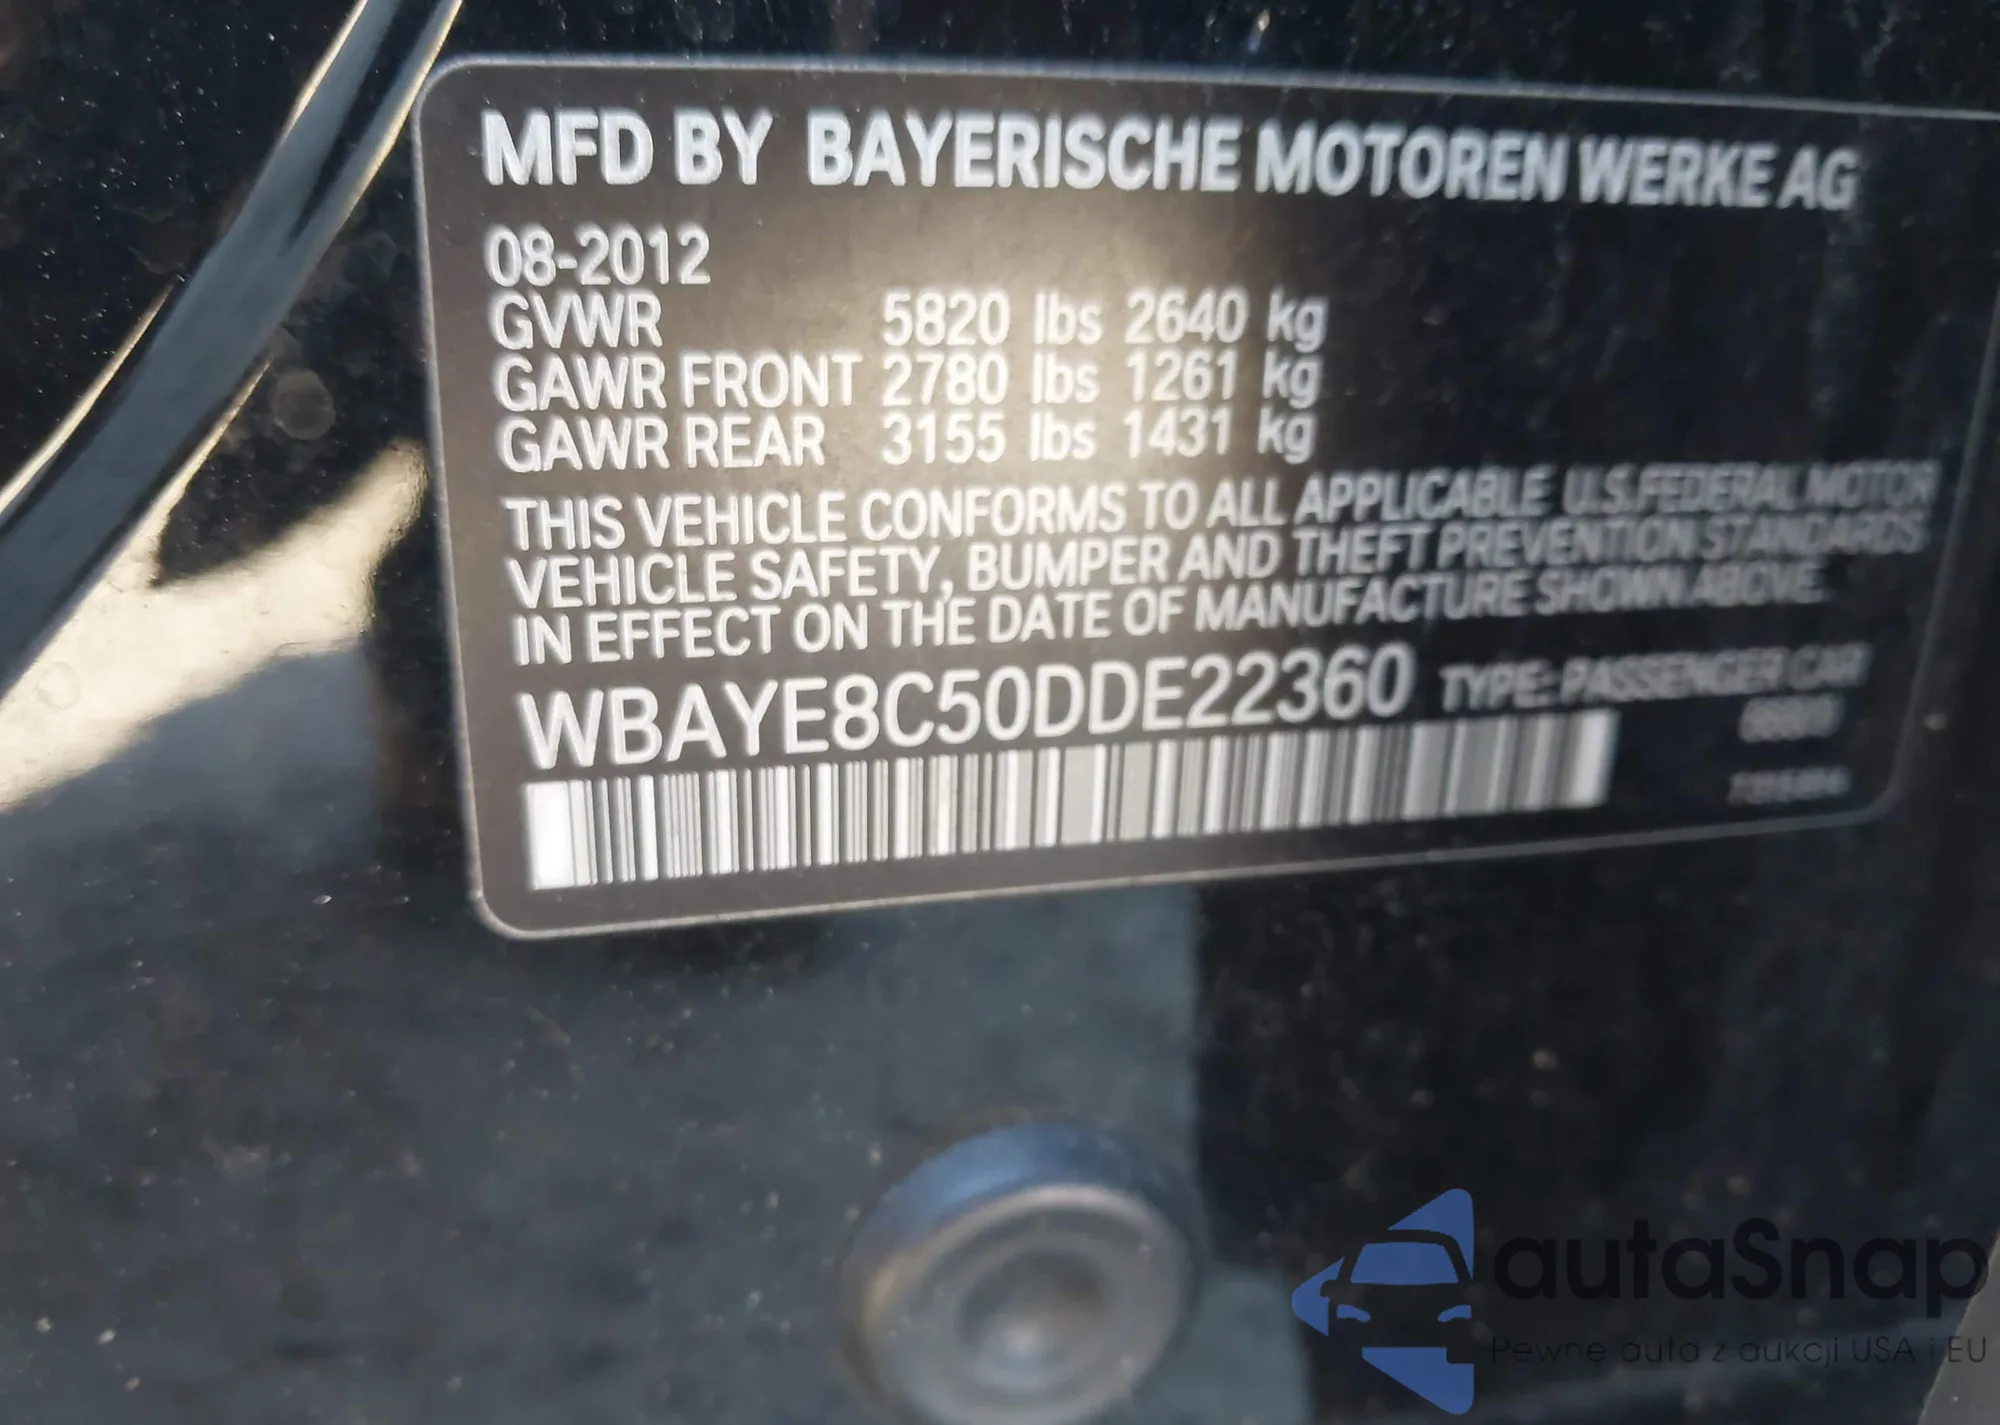 MFD BY BAYERISCHE MOTOREN WERKE AG
08-2012
GVWR 5820 lbs 2640 kg
GAWR FRONT 2780 lbs 1261 kg
GAWR REAR 3155 lbs 1431 kg
THIS VEHICLE CONFORMS TO ALL APPLICABLE U.S.FEDERAL MOTOR
VEHICLE SAFETY, BUMPER AND THEFT PREVENTION STANDARDS
IN EFFECT ON THE DATE OF MANUFACTURE SHOWN ABOVE.
WBAYE8C50DDE22360 TYPE: PASSENGER CAR
autaSnap
Pewne auta z aukcji USA i EU